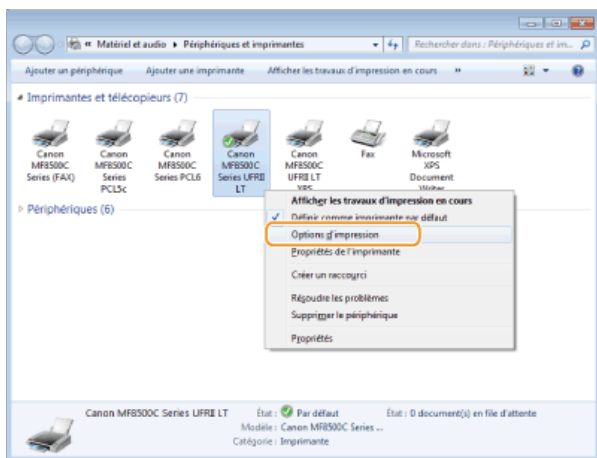 « Matériel et audio ▸ Périphériques et imprimantes
Rechercher dans : Périphériques et im...
Ajouter un périphérique Ajouter une imprimante Afficher les travaux d'impression en cours »
Imprimantes et télécopieurs (7)
Canon MF8500C Series (FAX)
Canon MF8500C Series PCL5c
Canon MF8500C Series PCL6
Canon MF8500C Series UFRII LT
Canon MF8500C UFRII LT XPS
Fax
Microsoft XPS Document Writer
Périphériques (6)
Afficher les travaux d'impression en cours
Définir comme imprimante par défaut
Options d'impression
Propriétés de l'imprimante
Créer un raccourci
Résoudre les problèmes
Supprimer le périphérique
Propriétés
Canon MF8500C Series UFRII LT État : Par défaut État : 0 document(s) en file d'attente
Modèle : Canon MF8500C Series ...
Catégorie : Imprimante